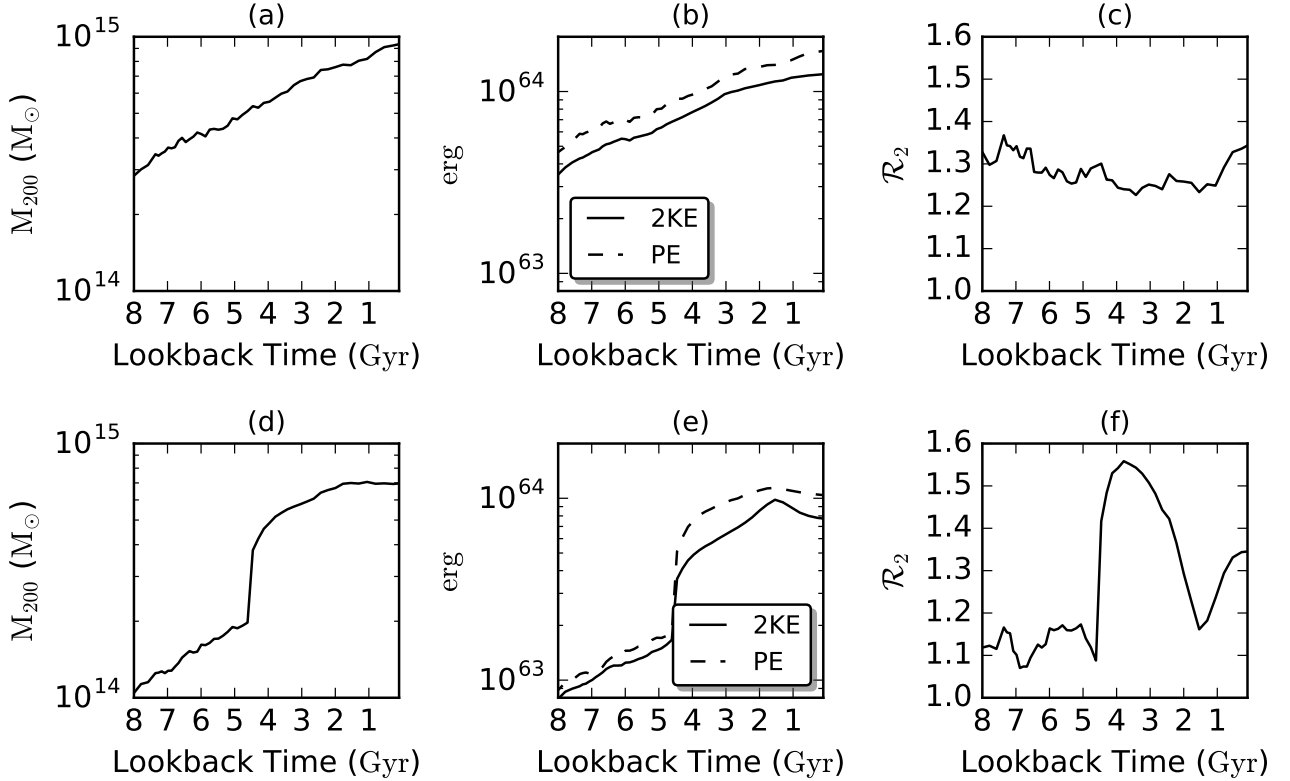 (a) (b) (c)
10^15
10^14
M_200 (M_⊙)
8 7 6 5 4 3 2 1
Lookback Time (Gyr)
10^64
10^63
erg
2KE
PE
8 7 6 5 4 3 2 1
Lookback Time (Gyr)
1.6
1.5
1.4
1.3
1.2
1.1
1.0
ℛ_2
8 7 6 5 4 3 2 1
Lookback Time (Gyr)
(d) (e) (f)
10^15
10^14
M_200 (M_⊙)
8 7 6 5 4 3 2 1
Lookback Time (Gyr)
10^64
10^63
erg
2KE
PE
8 7 6 5 4 3 2 1
Lookback Time (Gyr)
1.6
1.5
1.4
1.3
1.2
1.1
1.0
ℛ_2
8 7 6 5 4 3 2 1
Lookback Time (Gyr)